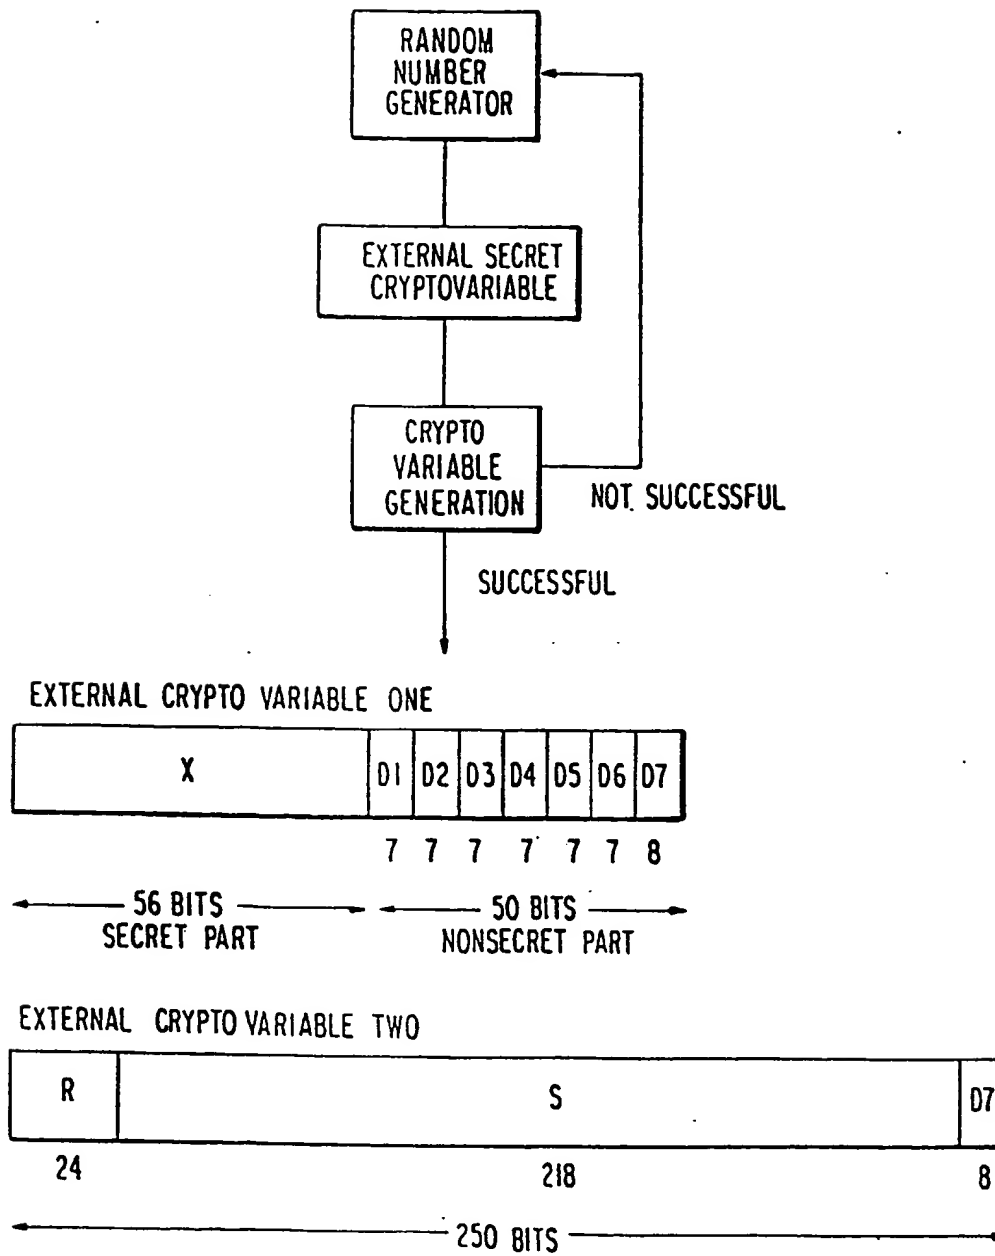 RANDOM
NUMBER
GENERATOR
EXTERNAL SECRET
CRYPTOVARIABLE
CRYPTO
VARIABLE
GENERATION
NOT. SUCCESSFUL
SUCCESSFUL
EXTERNAL CRYPTO VARIABLE ONE
X D1 D2 D3 D4 D5 D6 D7
7 7 7 7 7 7 8
56 BITS 50 BITS
SECRET PART NONSECRET PART
EXTERNAL CRYPTO VARIABLE TWO
R S D7
24 218 8
250 BITS